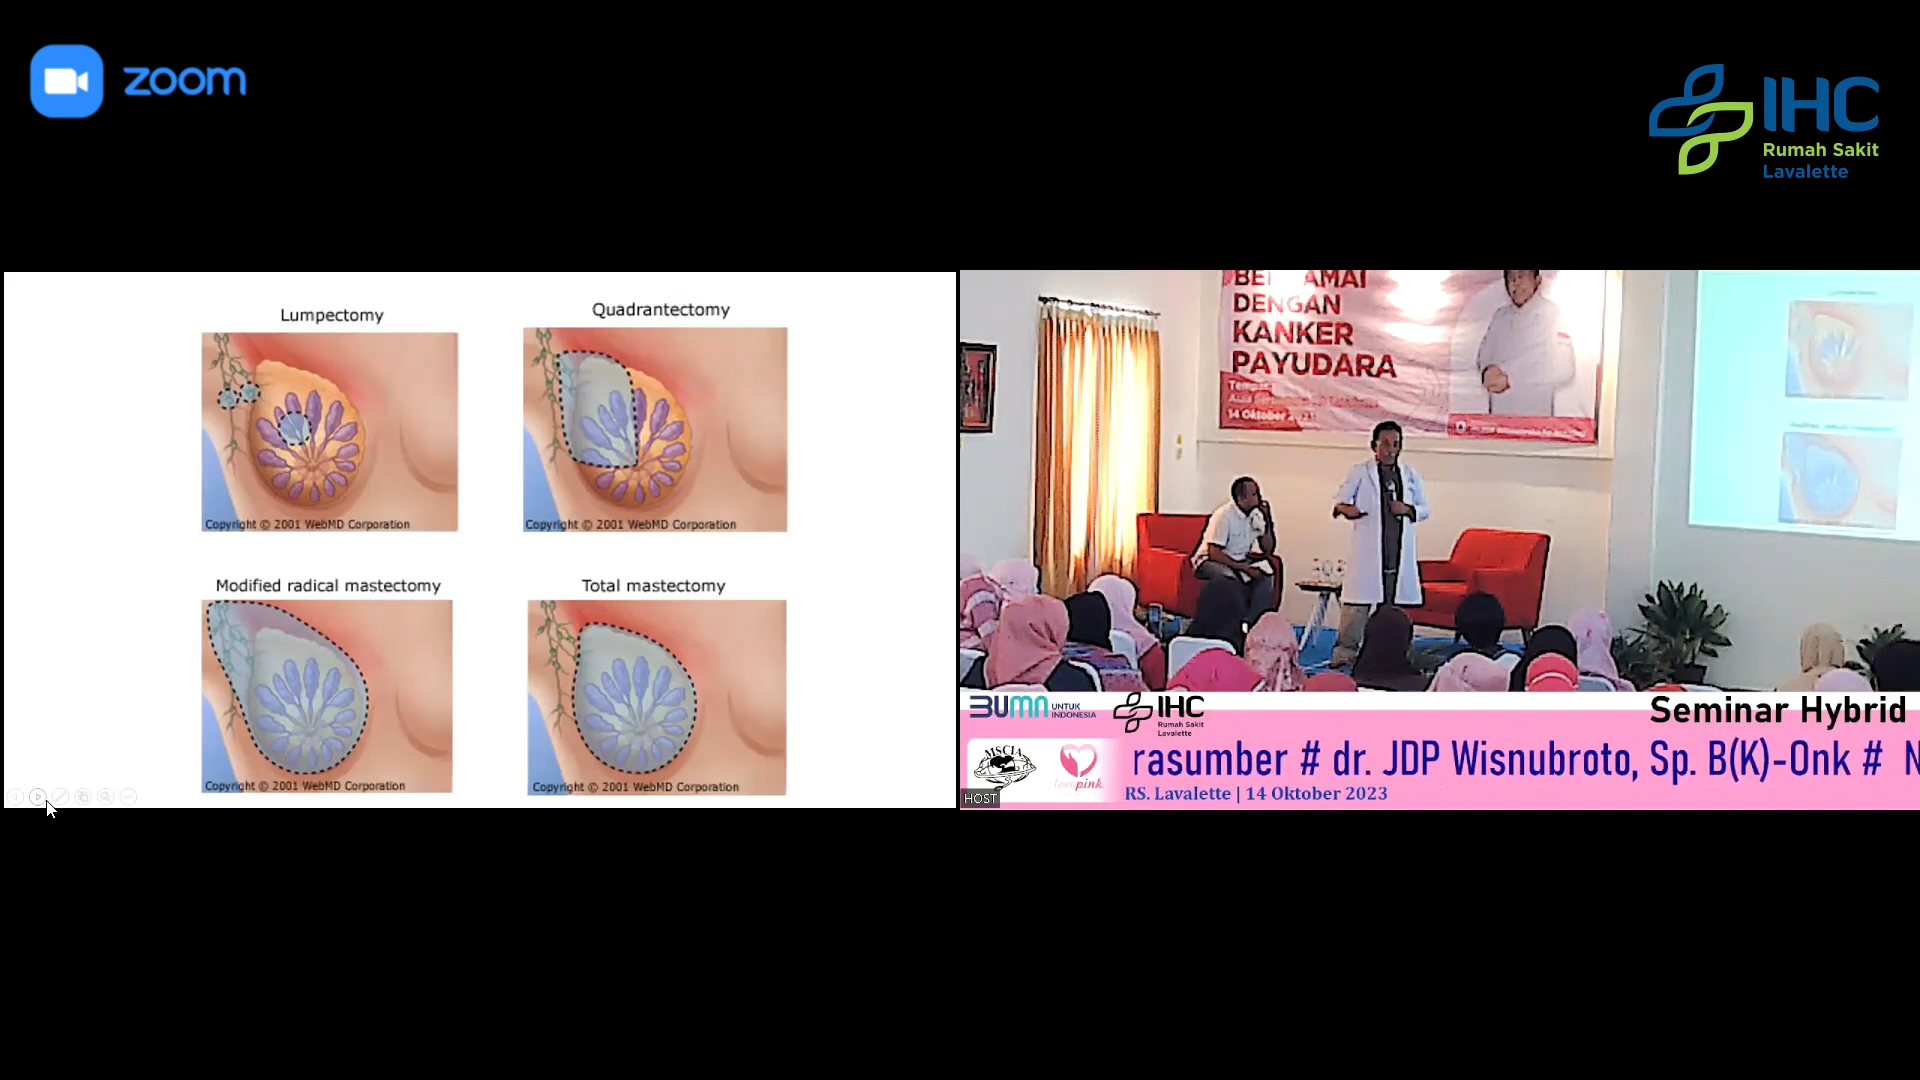 zoom
IHC
Rumah Sakit
Lavalette
Lumpectomy
Quadrantectomy
Copyright © 2001 WebMD Corporation
Copyright © 2001 WebMD Corporation
Modified radical mastectomy
Total mastectomy
Copyright © 2001 WebMD Corporation
Copyright © 2001 WebMD Corporation
DENGAN
KANKER
PAYUDARA
14 Oktober
BUMN UNTUK
INDONESIA
IHC
Rumah Sakit
Lavalette
Seminar Hybrid
MSCIA
lovepink
rasumber # dr. JDP Wisnubroto, Sp. B(K)-Onk # N
RS. Lavalette | 14 Oktober 2023
HOST